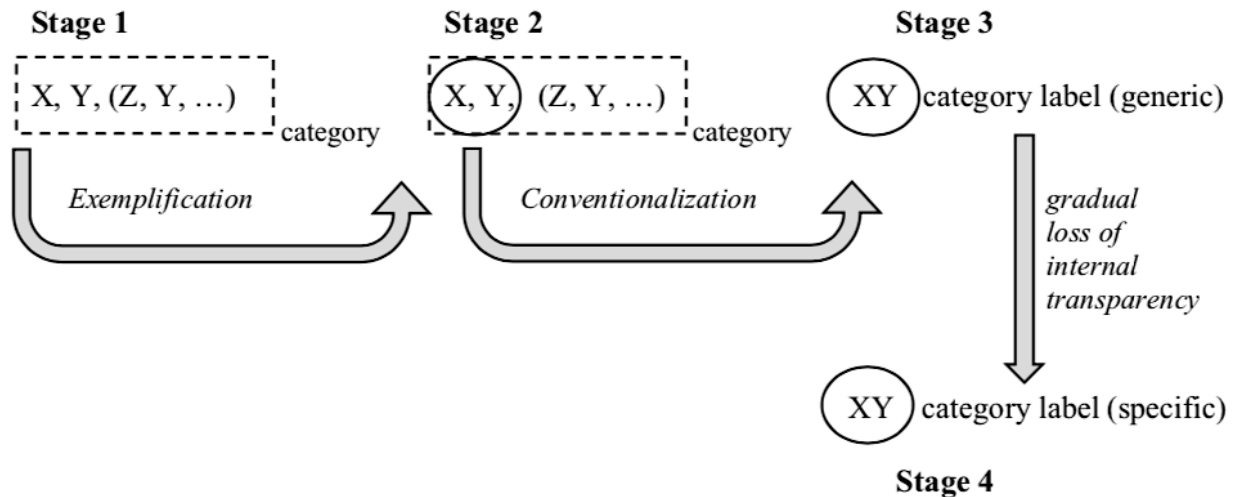 Stage 1
Stage 2
Stage 3
X, Y, (Z, Y, …)
category
X, Y, (Z, Y, …)
category
XY category label (generic)
Exemplification
Conventionalization
gradual
loss of
internal
transparency
XY category label (specific)
Stage 4